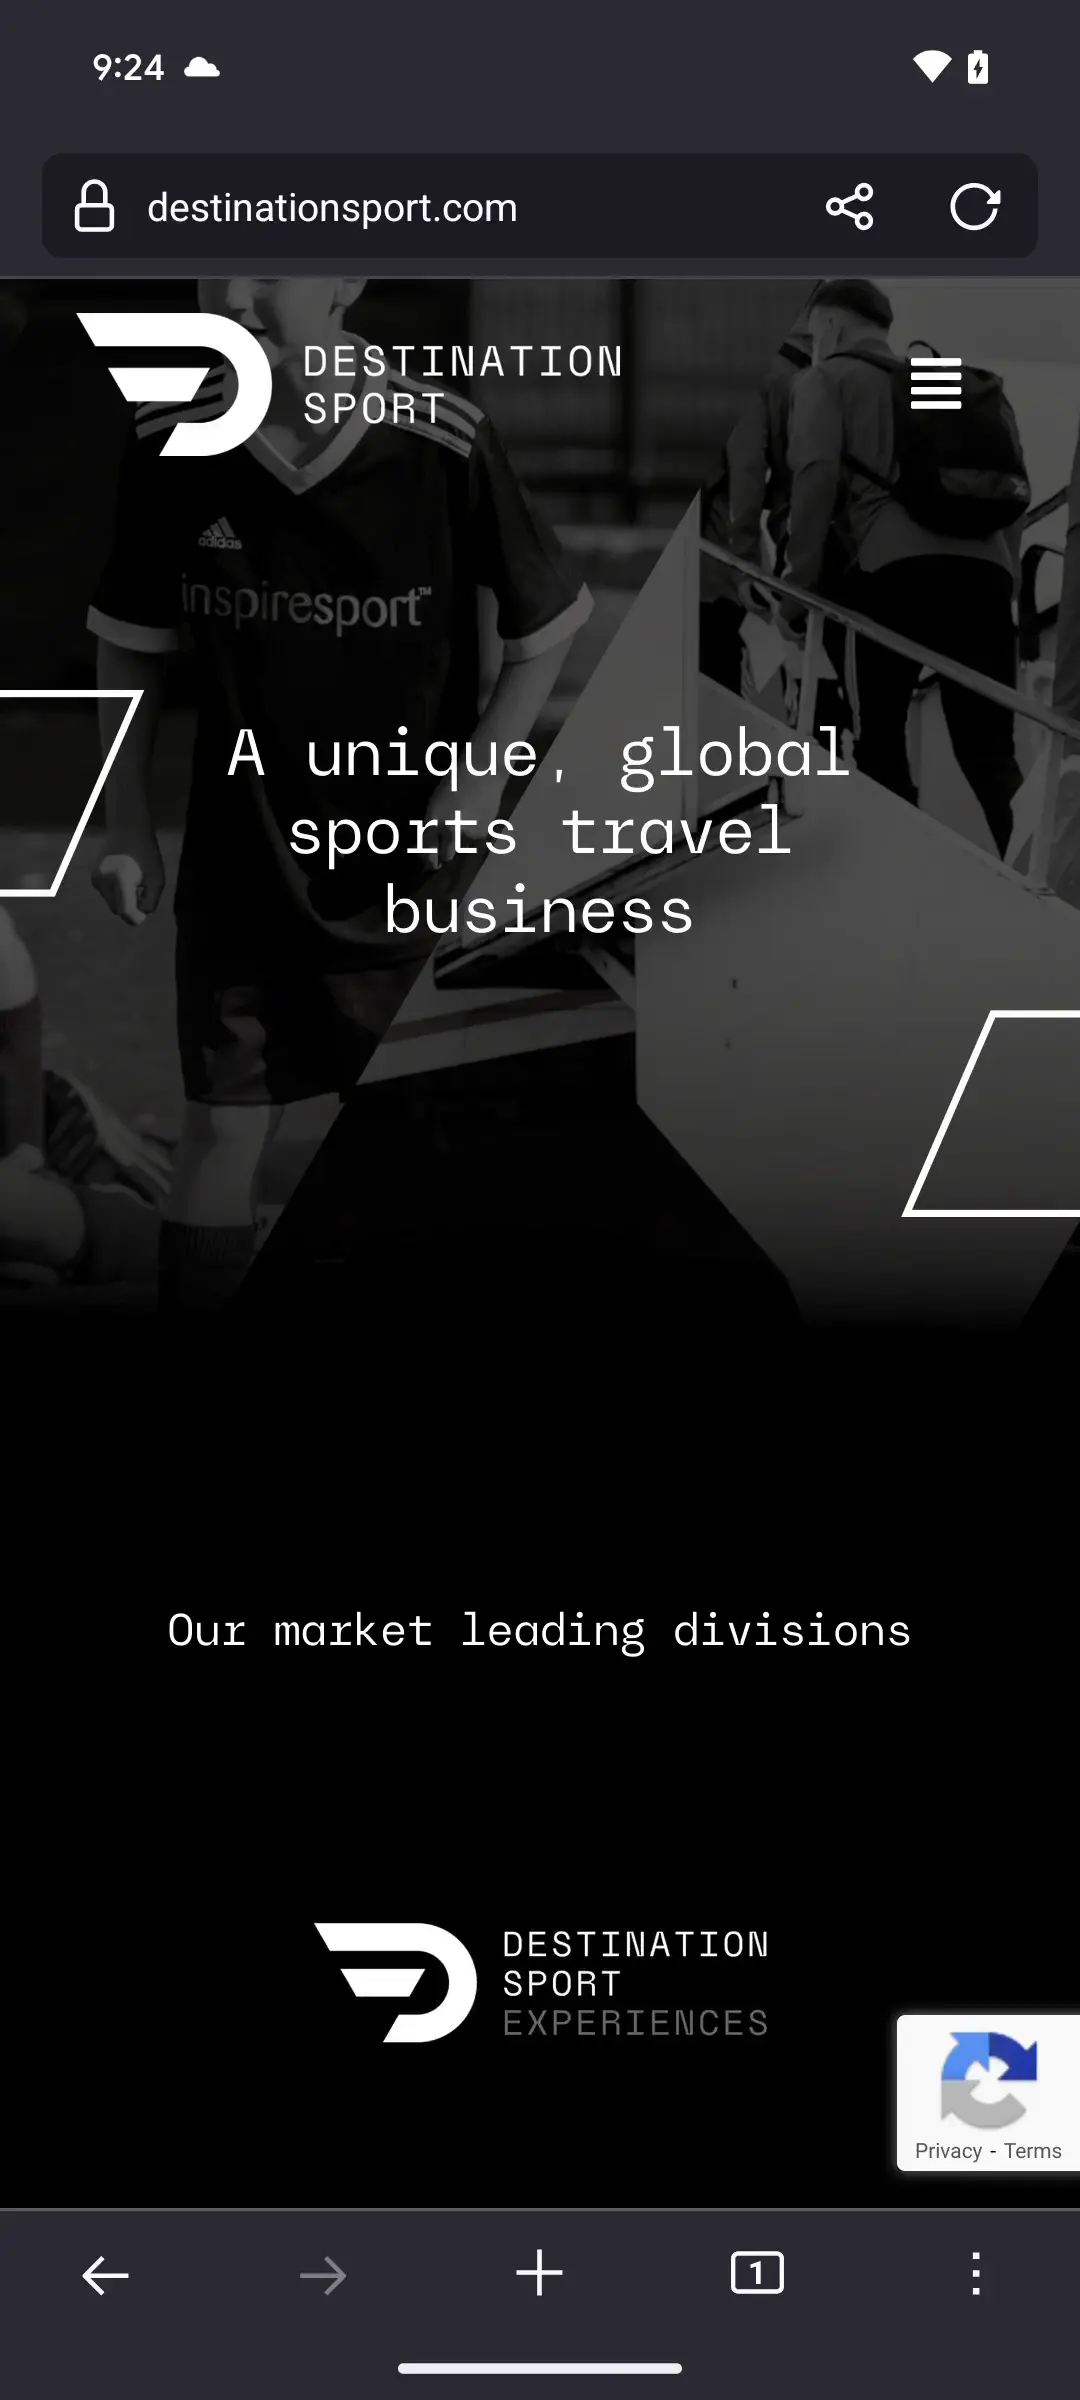 9:24
destinationsport.com
DESTINATION
SPORT
adidas
inspiresport™
A unique, global
sports travel
business
Our market leading divisions
DESTINATION
SPORT
EXPERIENCES
Privacy - Terms
1